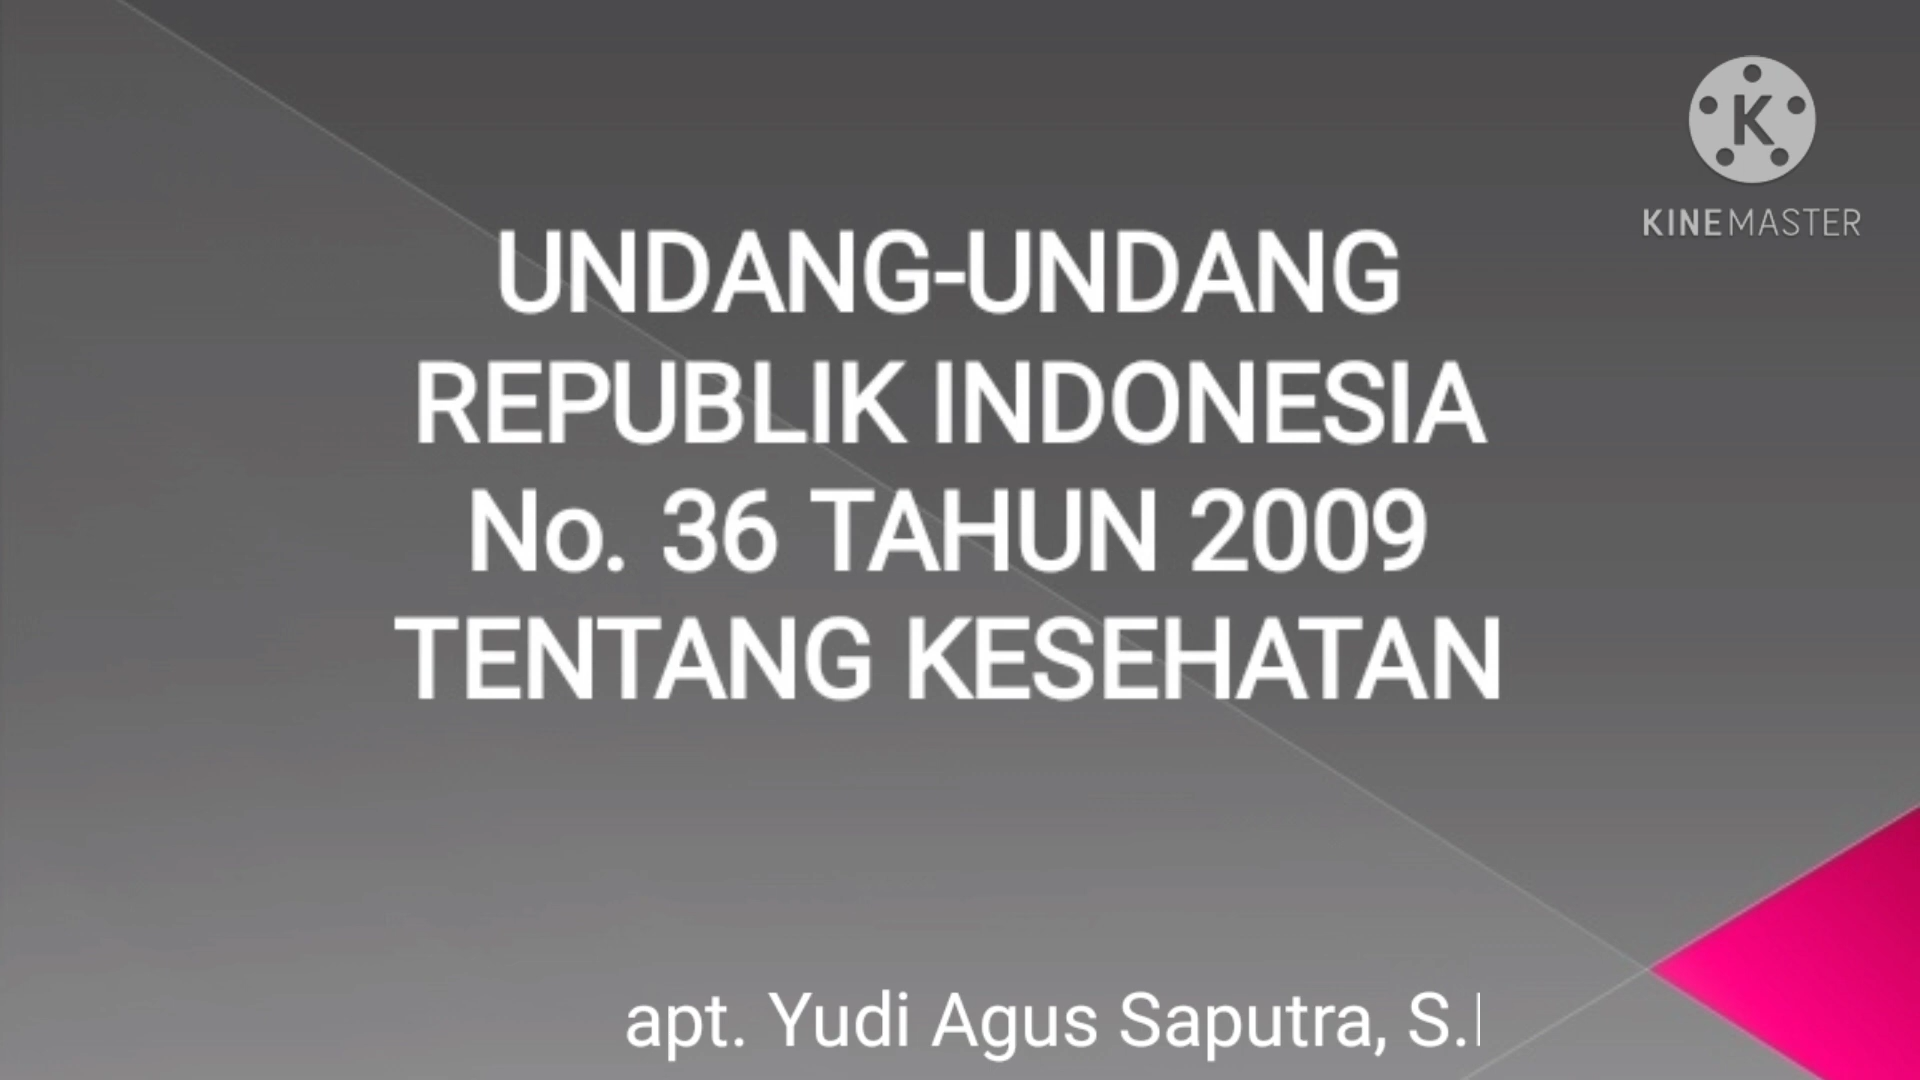 K
KINEMASTER
UNDANG-UNDANG
REPUBLIK INDONESIA
No. 36 TAHUN 2009
TENTANG KESEHATAN
apt. Yudi Agus Saputra,